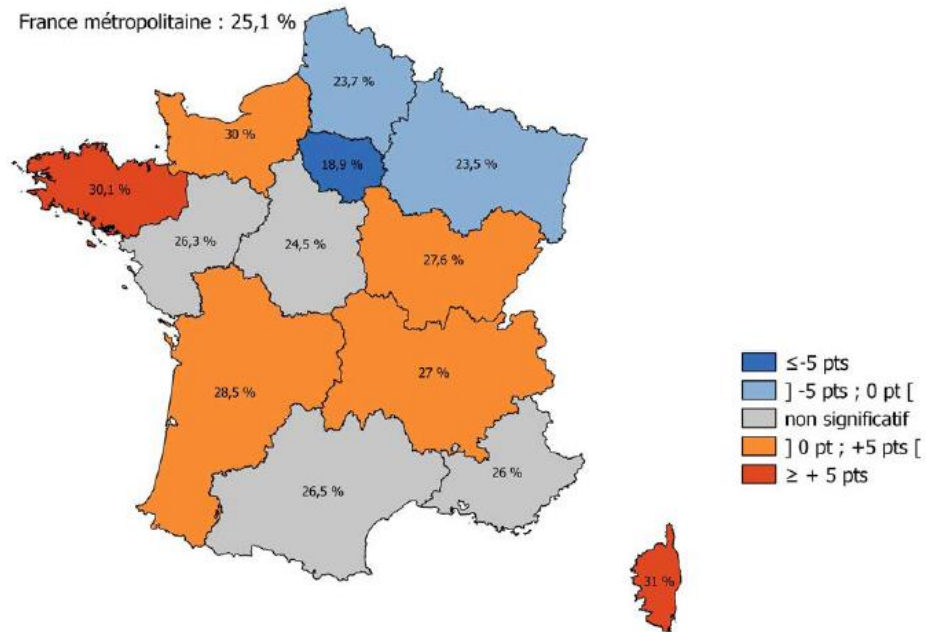 France métropolitaine : 25,1 %
23,7 %
30 %
18,9 %
23,5 %
30,1 %
26,3 %
24,5 %
27,6 %
28,5 %
27 %
26,5 %
26 %
31 %
≤-5 pts
] -5 pts ; 0 pt [
non significatif
] 0 pt ; +5 pts [
≥ + 5 pts